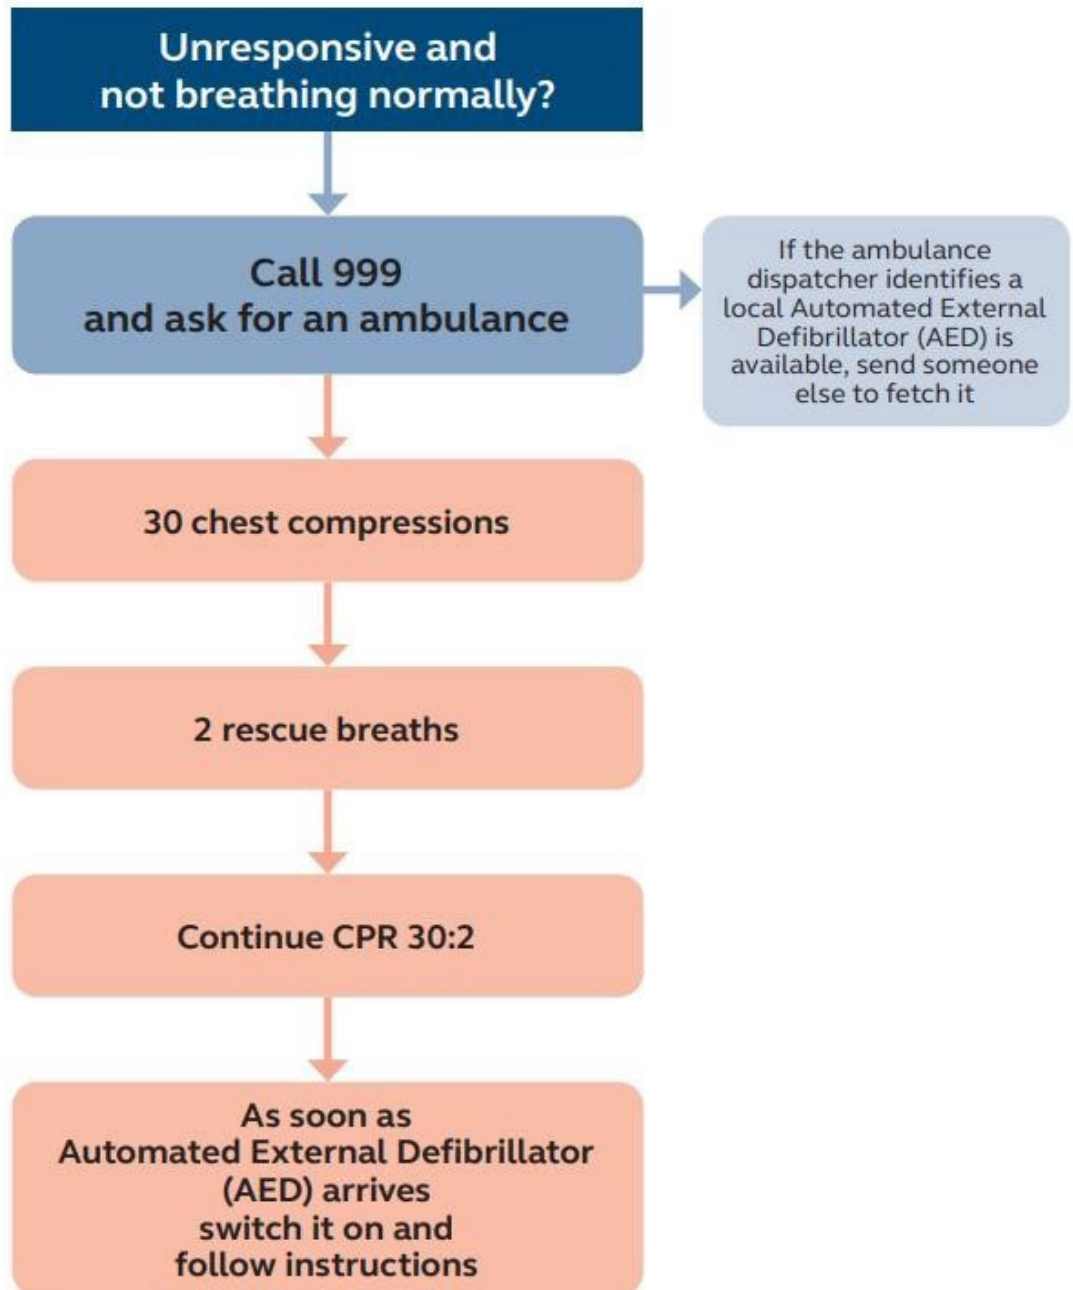 Unresponsive and
not breathing normally?
Call 999
and ask for an ambulance
If the ambulance
dispatcher identifies a
local Automated External
Defibrillator (AED) is
available, send someone
else to fetch it
30 chest compressions
2 rescue breaths
Continue CPR 30:2
As soon as
Automated External Defibrillator
(AED) arrives
switch it on and
follow instructions